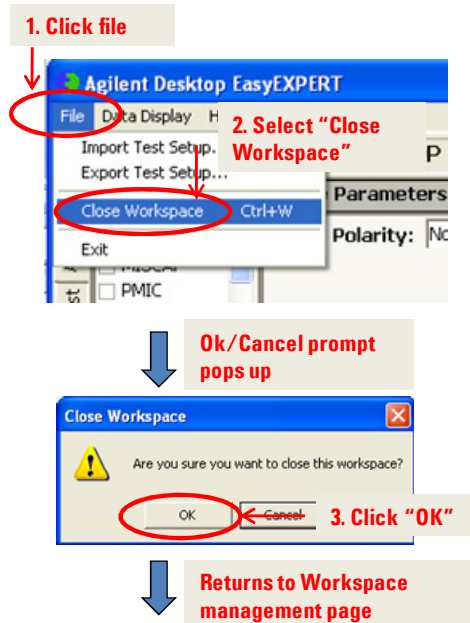 1. Click file
Agilent Desktop EasyEXPERT
File Data Display H
2. Select “Close
Workspace”
Import Test Setup.
Export Test Setup...
P
Close Workspace Ctrl+W
Parameters
Polarity: No
Exit
PMIC
Ok/Cancel prompt
pops up
Close Workspace
Are you sure you want to close this workspace?
OK
Cancel
3. Click “OK”
Returns to Workspace
management page